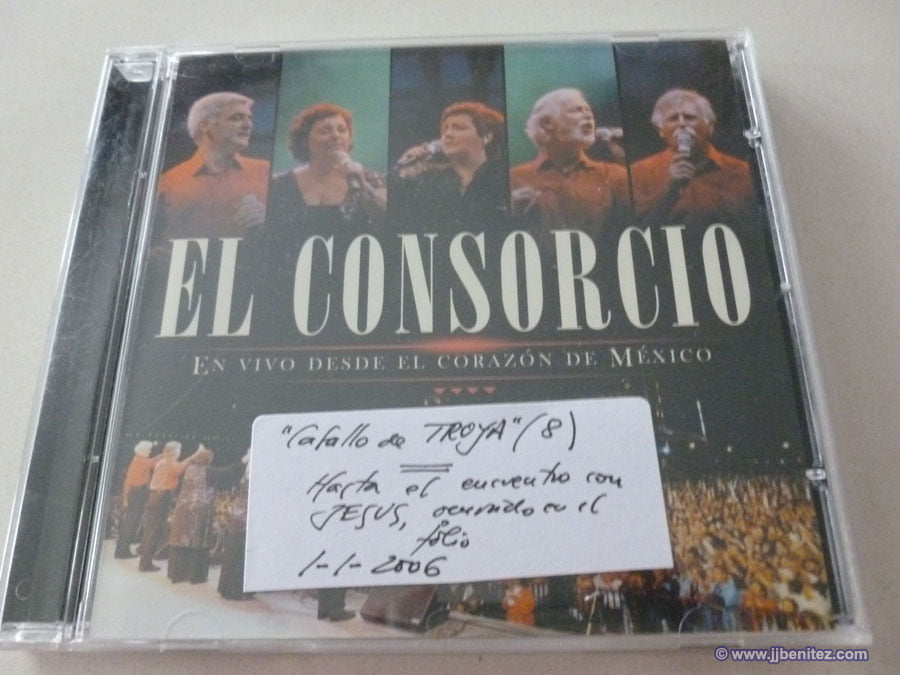 EL CONSORCIO
EN VIVO DESDE EL CORAZÓN DE MÉXICO
"Caballo de TROYA" (8)
Hasta el encuentro con
JESUS, ocurrido en el
folio
1-1-2006
© www.jjbenitez.com